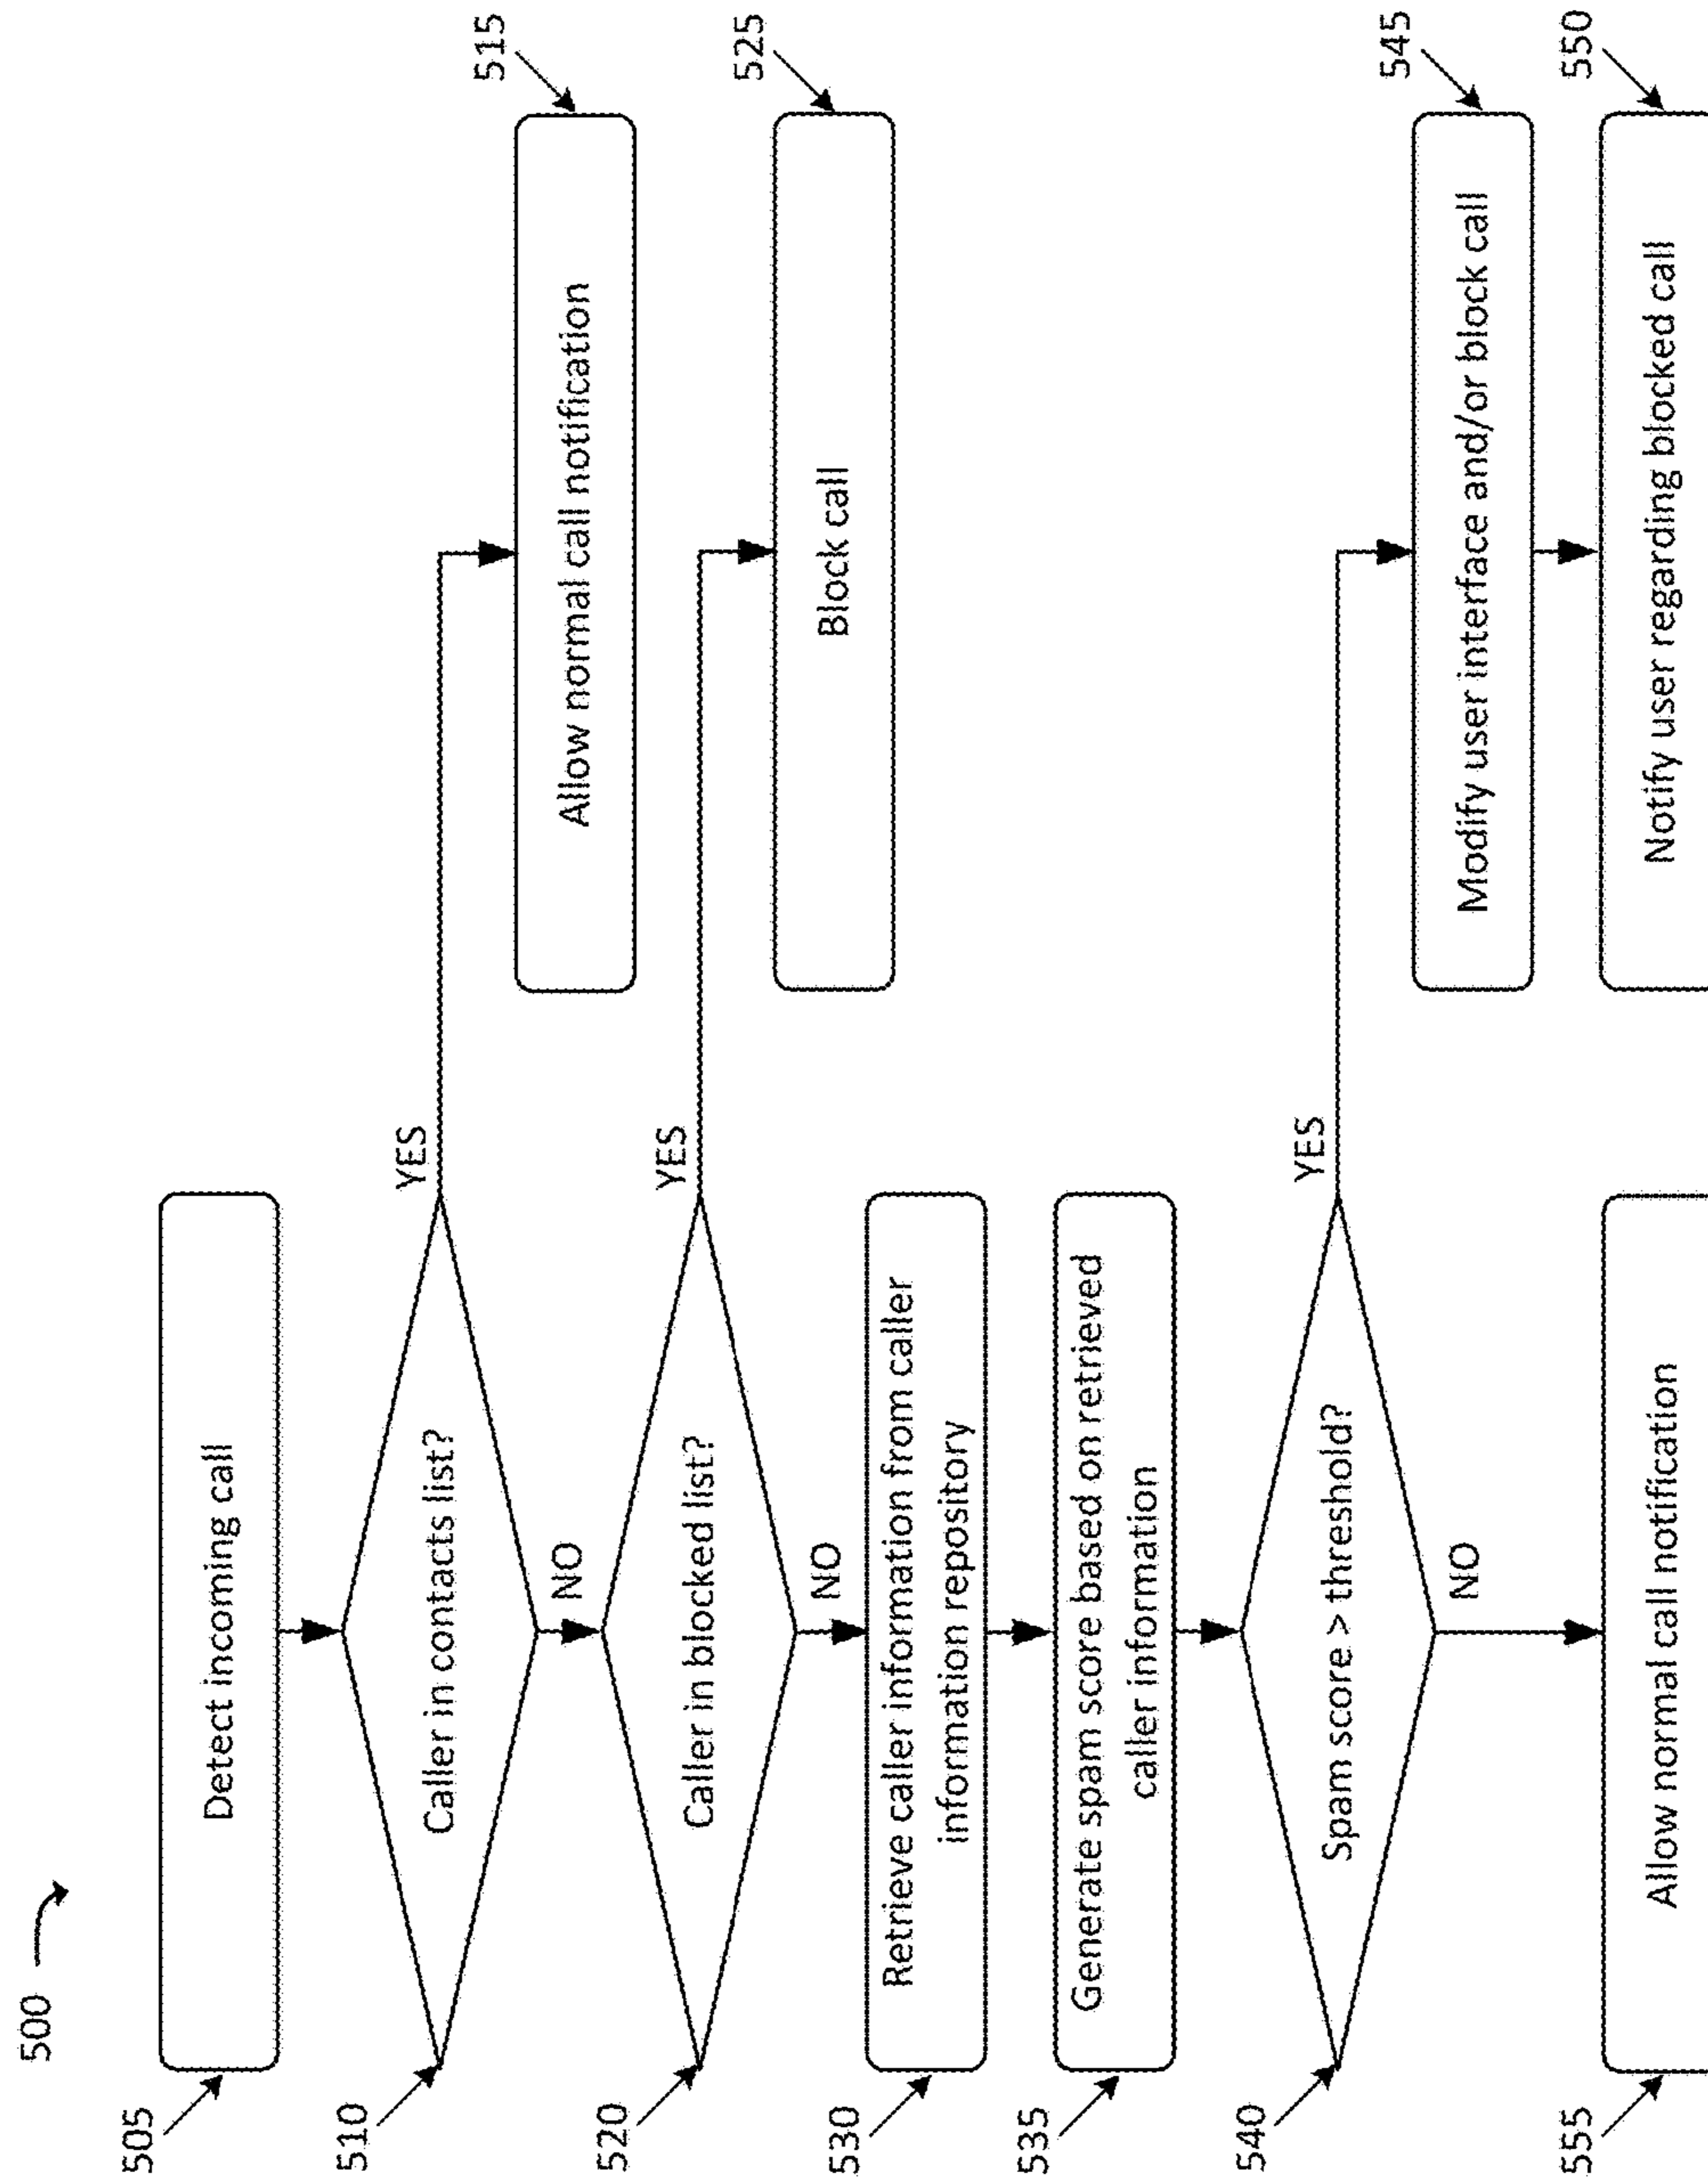 500
505
Detect incoming call
510
Caller in contacts list?
YES
515
Allow normal call notification
NO
520
Caller in blocked list?
YES
525
Block call
NO
530
Retrieve caller information from caller
information repository
535
Generate spam score based on retrieved
caller information
540
Spam score > threshold?
YES
545
Modify user interface and/or block call
550
Notify user regarding blocked call
NO
555
Allow normal call notification